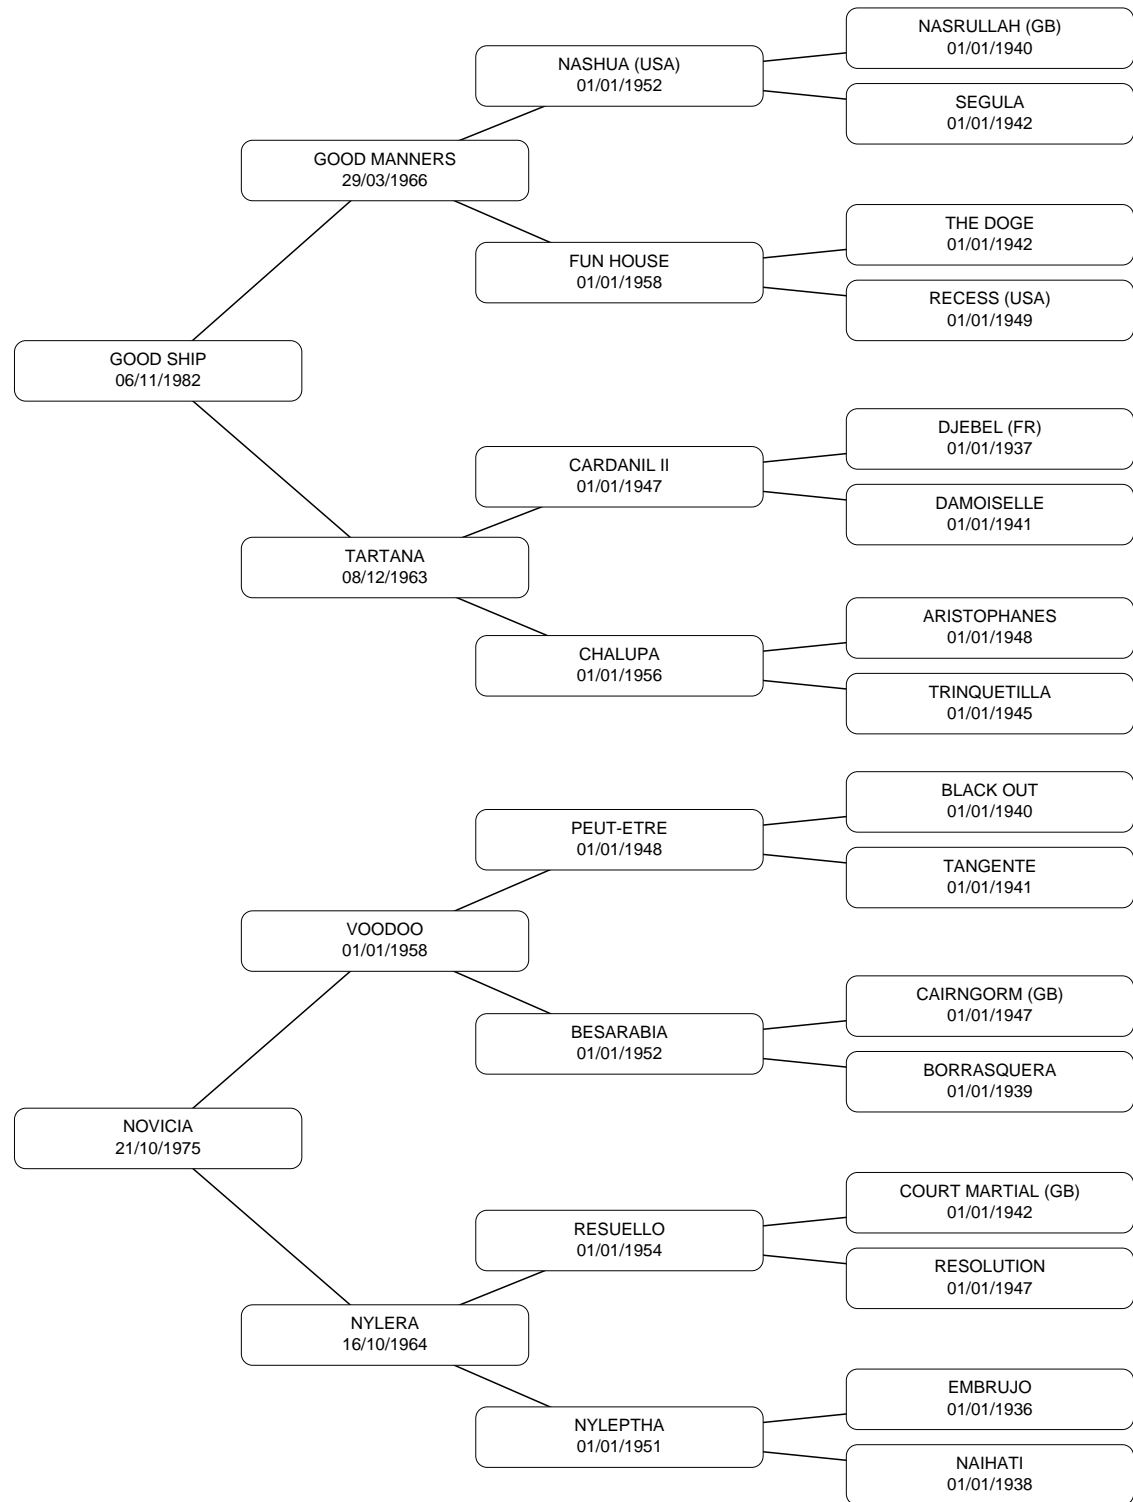 NASRULLAH (GB)
01/01/1940
NASHUA (USA)
01/01/1952
SEGULA
01/01/1942
GOOD MANNERS
29/03/1966
THE DOGE
01/01/1942
FUN HOUSE
01/01/1958
RECESS (USA)
01/01/1949
GOOD SHIP
06/11/1982
DJEBEL (FR)
01/01/1937
CARDANIL II
01/01/1947
DAMOISELLE
01/01/1941
TARTANA
08/12/1963
ARISTOPHANES
01/01/1948
CHALUPA
01/01/1956
TRINQUETILLA
01/01/1945
BLACK OUT
01/01/1940
PEUT-ETRE
01/01/1948
TANGENTE
01/01/1941
VOODOO
01/01/1958
CAIRNGORM (GB)
01/01/1947
BESARABIA
01/01/1952
BORRASQUERA
01/01/1939
NOVICIA
21/10/1975
COURT MARTIAL (GB)
01/01/1942
RESUELLO
01/01/1954
RESOLUTION
01/01/1947
NYLERA
16/10/1964
EMBRUJO
01/01/1936
NYLEPTHA
01/01/1951
NAIHATI
01/01/1938